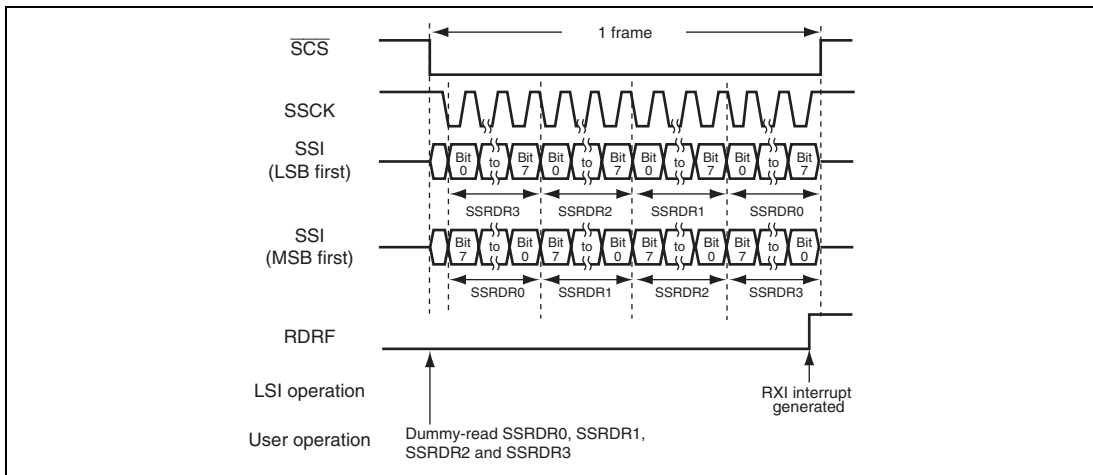 1 frame
SCS
SSCK
SSI
(LSB first)
Bit 0 to Bit 7 Bit 0 to Bit 7 Bit 0 to Bit 7 Bit 0 to Bit 7
SSRDR3 SSRDR2 SSRDR1 SSRDR0
SSI
(MSB first)
Bit 7 to Bit 0 Bit 7 to Bit 0 Bit 7 to Bit 0 Bit 7 to Bit 0
SSRDR0 SSRDR1 SSRDR2 SSRDR3
RDRF
LSI operation
RXI interrupt
generated
User operation
Dummy-read SSRDR0, SSRDR1,
SSRDR2 and SSRDR3